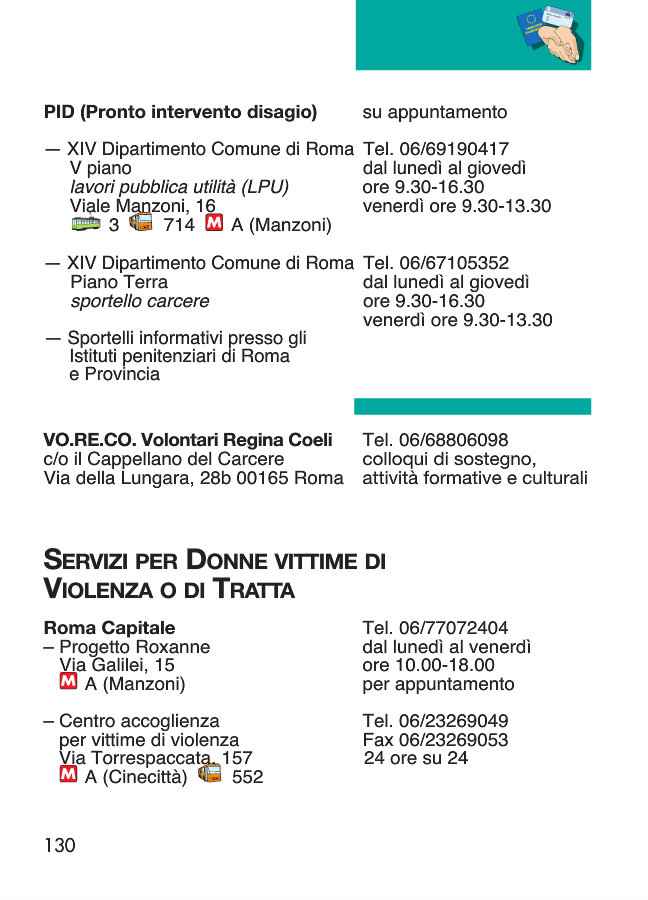 PID (Pronto intervento disagio) su appuntamento
— XIV Dipartimento Comune di Roma Tel. 06/69190417
V piano dal lunedì al giovedì
lavori pubblica utilità (LPU) ore 9.30-16.30
Viale Manzoni, 16 venerdì ore 9.30-13.30
3 714 M A (Manzoni)
— XIV Dipartimento Comune di Roma Tel. 06/67105352
Piano Terra dal lunedì al giovedì
sportello carcere ore 9.30-16.30
venerdì ore 9.30-13.30
— Sportelli informativi presso gli
Istituti penitenziari di Roma
e Provincia
VO.RE.CO. Volontari Regina Coeli Tel. 06/68806098
c/o il Cappellano del Carcere colloqui di sostegno,
Via della Lungara, 28b 00165 Roma attività formative e culturali
SERVIZI PER DONNE VITTIME DI
VIOLENZA O DI TRATTA
Roma Capitale Tel. 06/77072404
– Progetto Roxanne dal lunedì al venerdì
Via Galilei, 15 ore 10.00-18.00
M A (Manzoni) per appuntamento
– Centro accoglienza Tel. 06/23269049
per vittime di violenza Fax 06/23269053
Via Torrespaccata, 157 24 ore su 24
M A (Cinecittà) 552
130